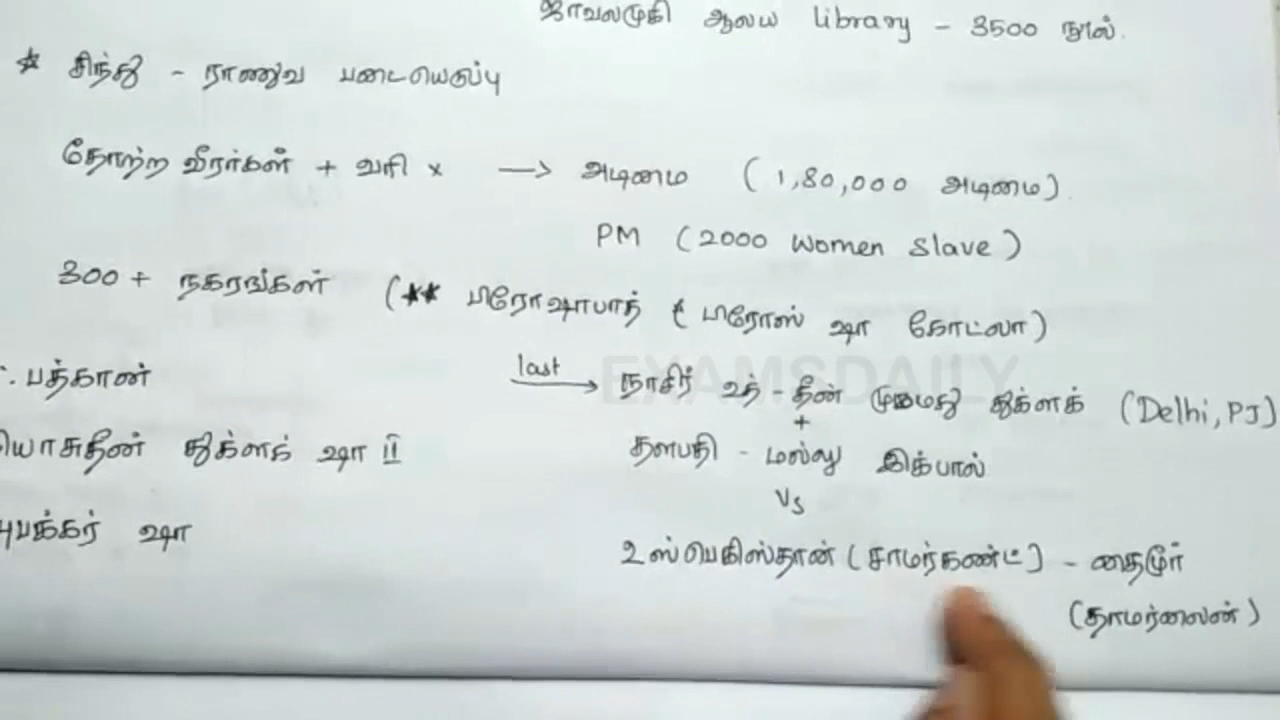 ஜாவலமுகி ஆலய library - 3500 நூல்.
* சிந்து - ராணுவ படையெடுப்பு
தோற்ற வீரர்கள் + வரி x → அடிமை (1,80,000 அடிமை).
PM (2000 women slave)
300+ நகரங்கள் (** பிரோஷாபாத் & பிரோஸ் ஷா கோட்லா)
பத்கான்
last → நாசிர் உத்-தீன் முகமது துக்ளக் (Delhi, PJ)
+
யாசுதீன் துக்ளக் ஷா II
தளபதி - மல்லு இக்பால்
Vs
புபக்கர் ஷா
உஸ்பெகிஸ்தான் (சாமர்கண்ட்) - தைமூர்
(தாமர்லைன்)
EXAMSDAILY